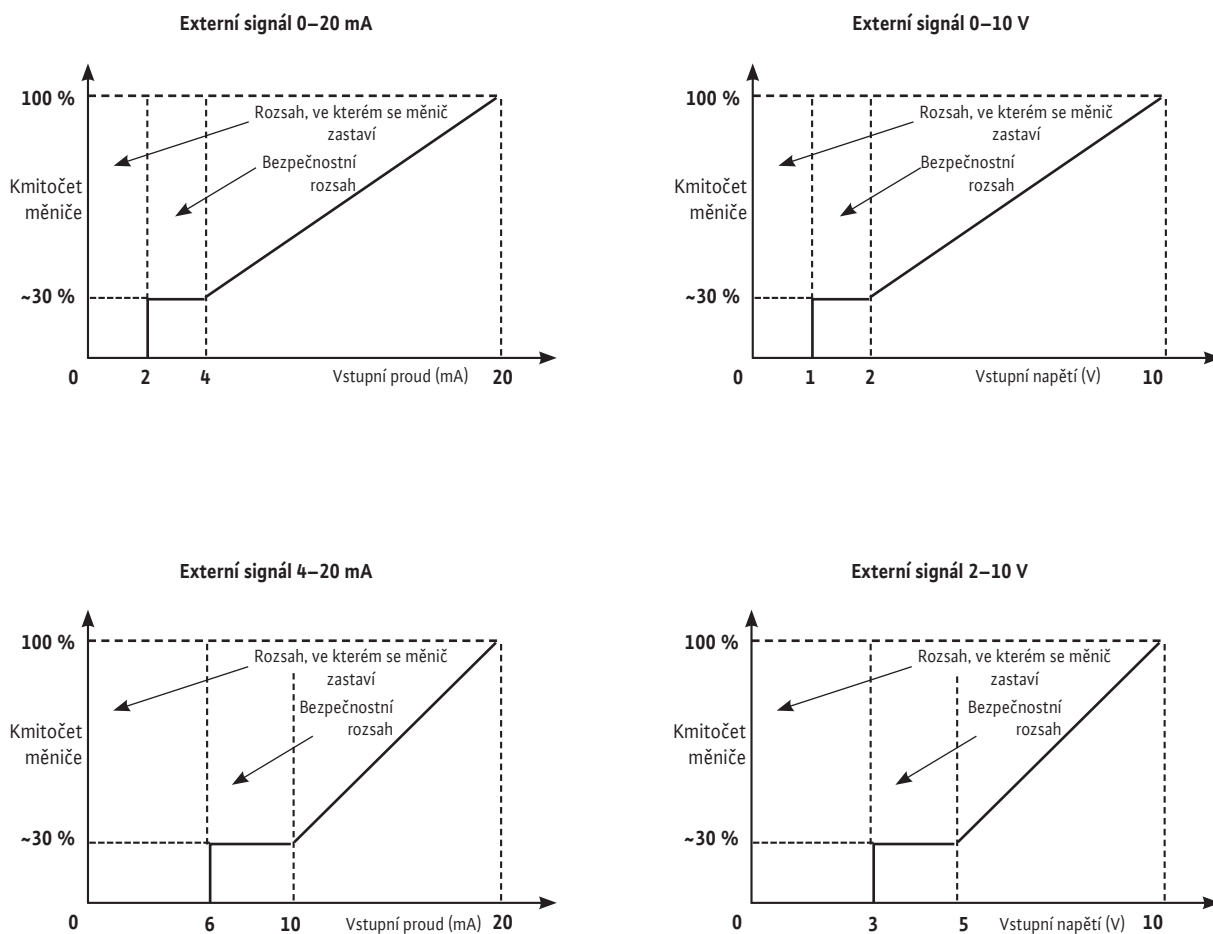 Externí signál 0–20 mA
100 %
Rozsah, ve kterém se měnič
zastaví
Bezpečnostní
rozsah
Kmitočet
měniče
~30 %
0
2
4
Vstupní proud (mA)
20
Externí signál 0–10 V
100 %
Rozsah, ve kterém se měnič
zastaví
Bezpečnostní
rozsah
Kmitočet
měniče
~30 %
0
1
2
Vstupní napětí (V)
10
Externí signál 4–20 mA
100 %
Rozsah, ve kterém se měnič
zastaví
Bezpečnostní
rozsah
Kmitočet
měniče
~30 %
0
6
10
Vstupní proud (mA)
20
Externí signál 2–10 V
100 %
Rozsah, ve kterém se měnič
zastaví
Bezpečnostní
rozsah
Kmitočet
měniče
~30 %
0
3
5
Vstupní napětí (V)
10